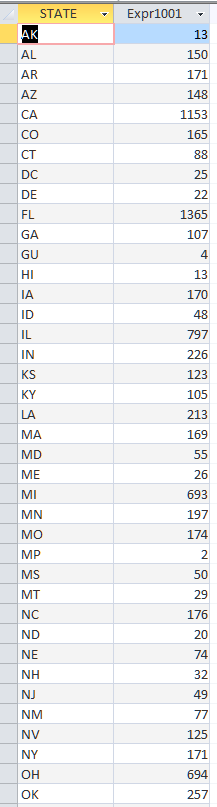 STATE Expr1001
AK 13
AL 150
AR 171
AZ 148
CA 1153
CO 165
CT 88
DC 25
DE 22
FL 1365
GA 107
GU 4
HI 13
IA 170
ID 48
IL 797
IN 226
KS 123
KY 105
LA 213
MA 169
MD 55
ME 26
MI 693
MN 197
MO 174
MP 2
MS 50
MT 29
NC 176
ND 20
NE 74
NH 32
NJ 49
NM 77
NV 125
NY 171
OH 694
OK 257